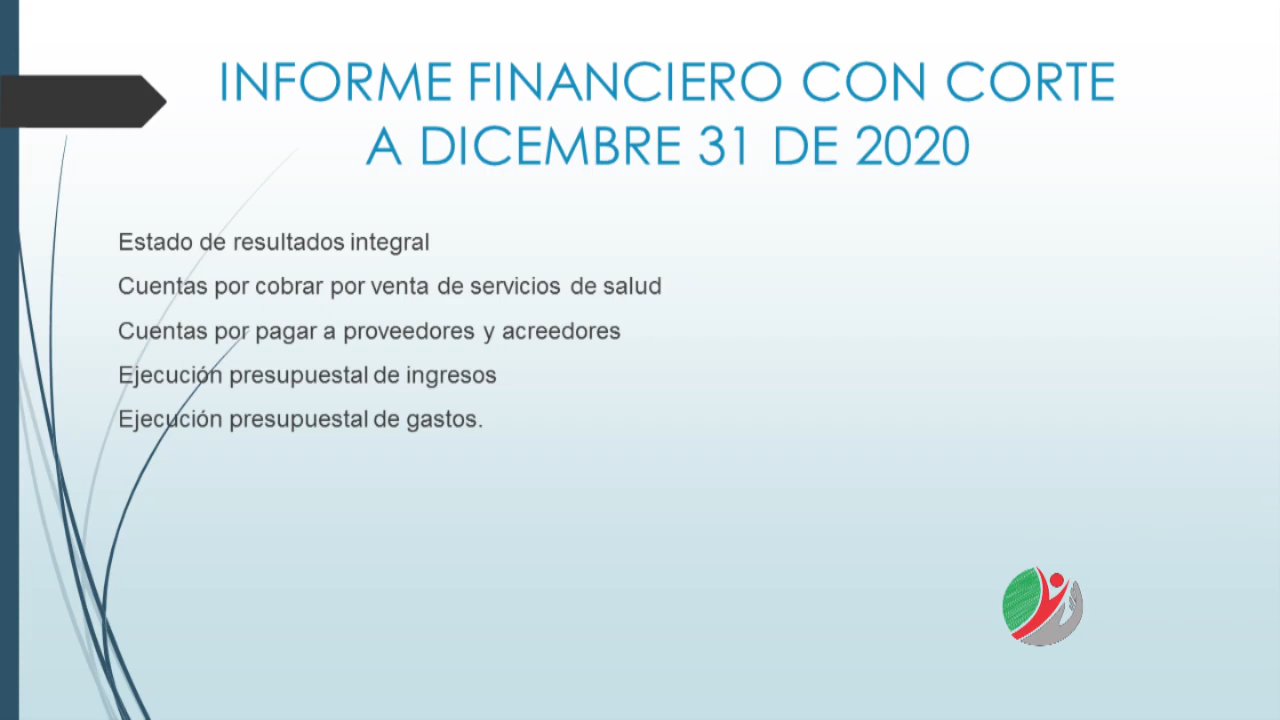 INFORME FINANCIERO CON CORTE
A DICEMBRE 31 DE 2020
Estado de resultados integral
Cuentas por cobrar por venta de servicios de salud
Cuentas por pagar a proveedores y acreedores
Ejecución presupuestal de ingresos
Ejecución presupuestal de gastos.